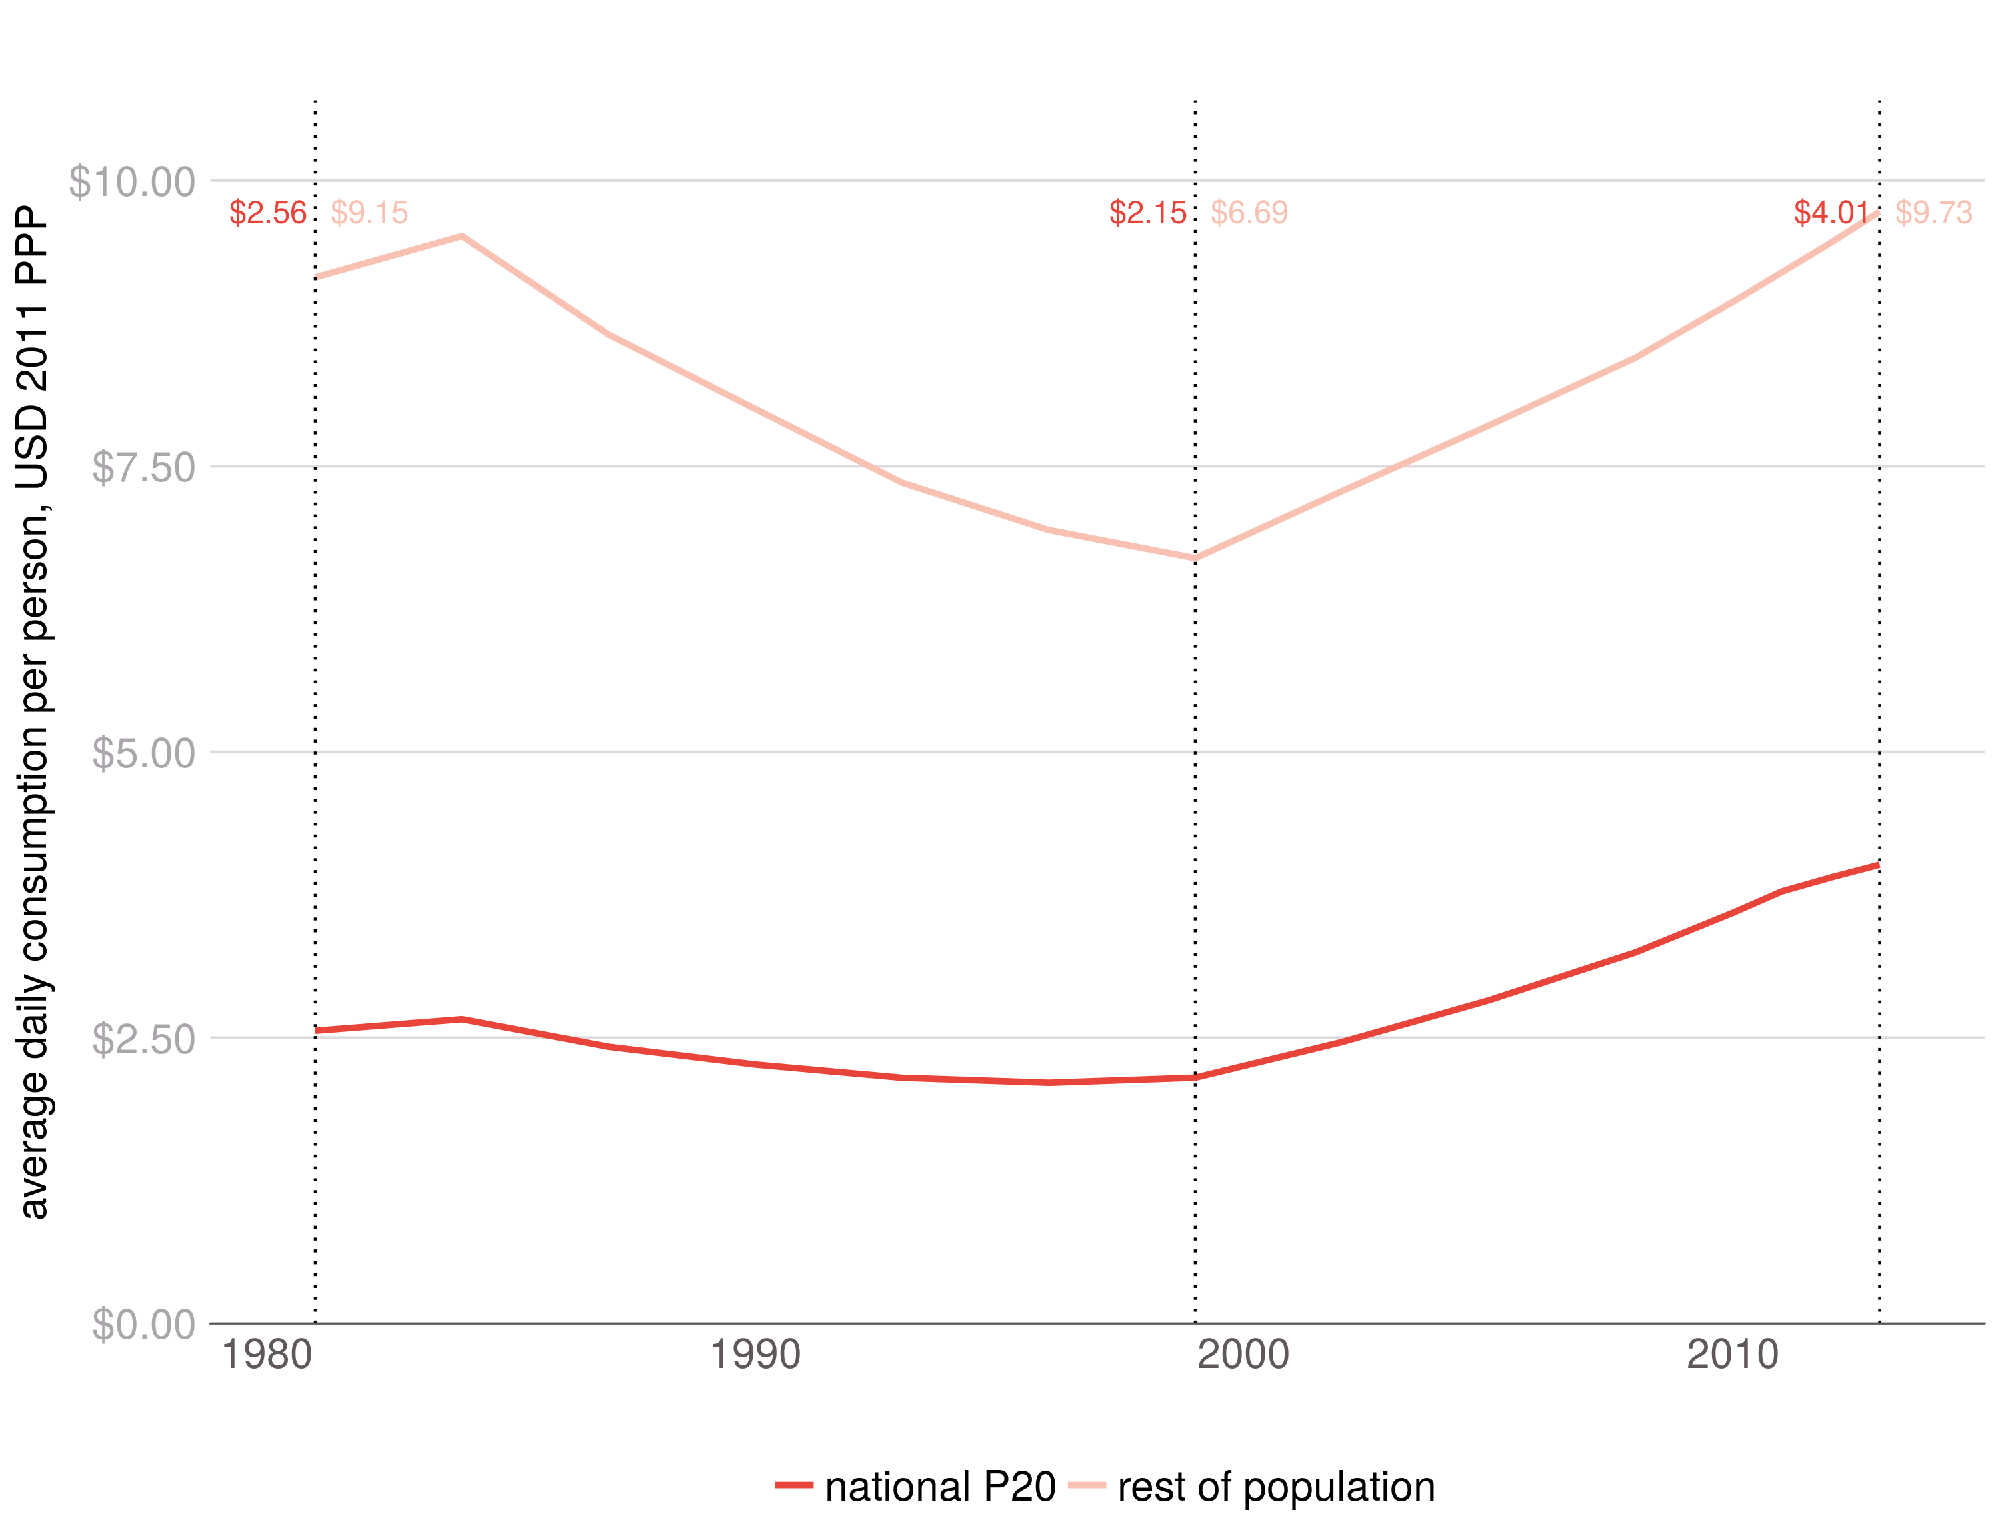 average daily consumption per person, USD 2011 PPP
$10.00
$2.56 $9.15 $2.15 $6.69 $4.01 $9.73
$7.50
$5.00
$2.50
$0.00
1980 1990 2000 2010
national P20 rest of population